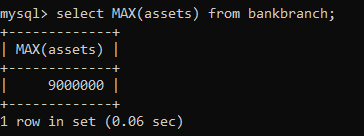 mysql> select MAX(assets) from bankbranch;
+-------------+
| MAX(assets) |
+-------------+
|     9000000 |
+-------------+
1 row in set (0.06 sec)